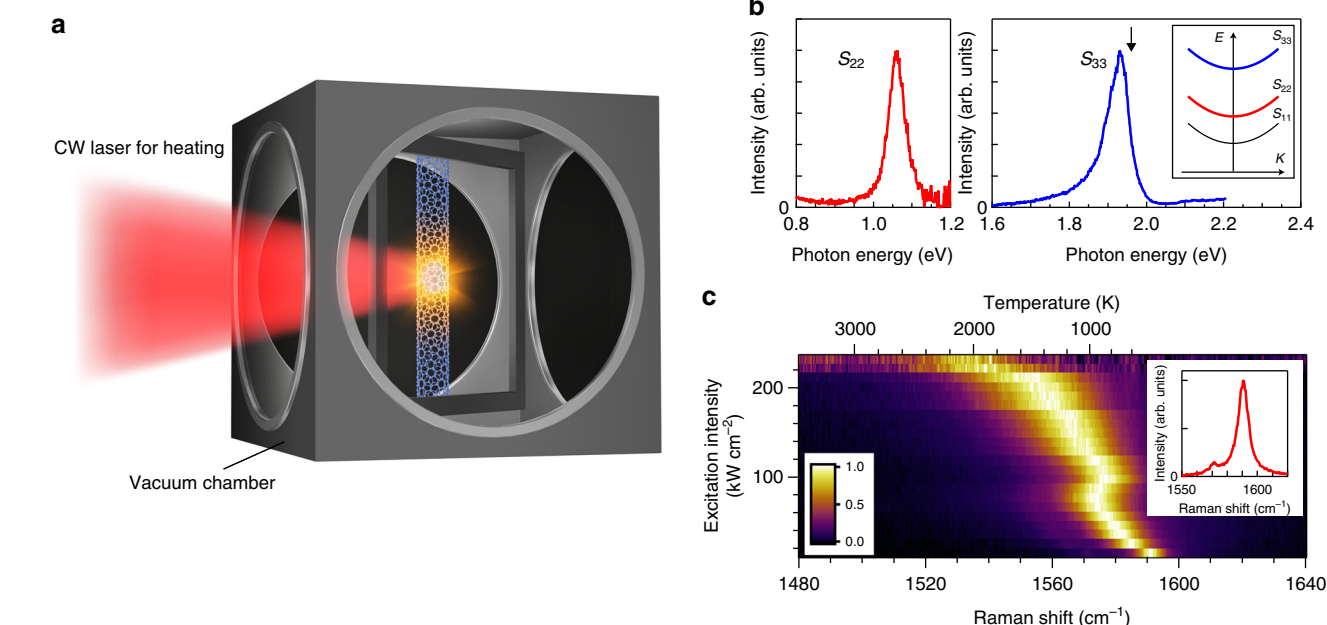 a
CW laser for heating
Vacuum chamber
b
Intensity (arb. units)
0
S22
0.8 1.0 1.2
Photon energy (eV)
Intensity (arb. units)
0
S33
1.6 1.8 2.0 2.2 2.4
Photon energy (eV)
E
S33
S22
S11
K
c
Temperature (K)
3000 2000 1000
Excitation intensity
(kW cm−2)
200
100
1.0
0.5
0.0
Intensity (arb. units)
0
1550 1600
Raman shift (cm−1)
1480 1520 1560 1600 1640
Raman shift (cm−1)